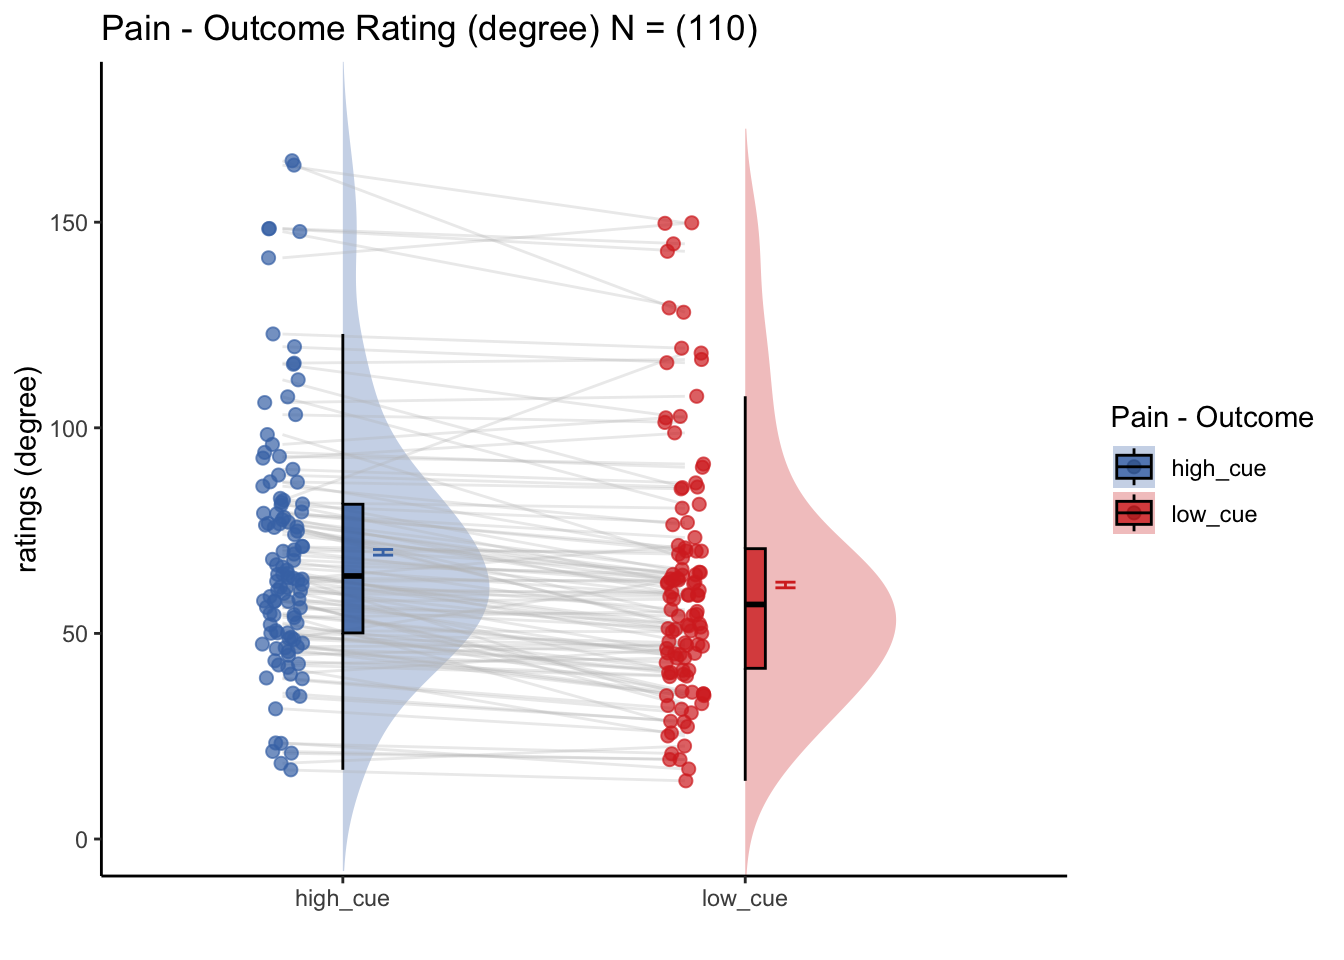 Pain - Outcome Rating (degree) N = (110)
ratings (degree)
150
100
50
0
high_cue
low_cue
Pain - Outcome
high_cue
low_cue